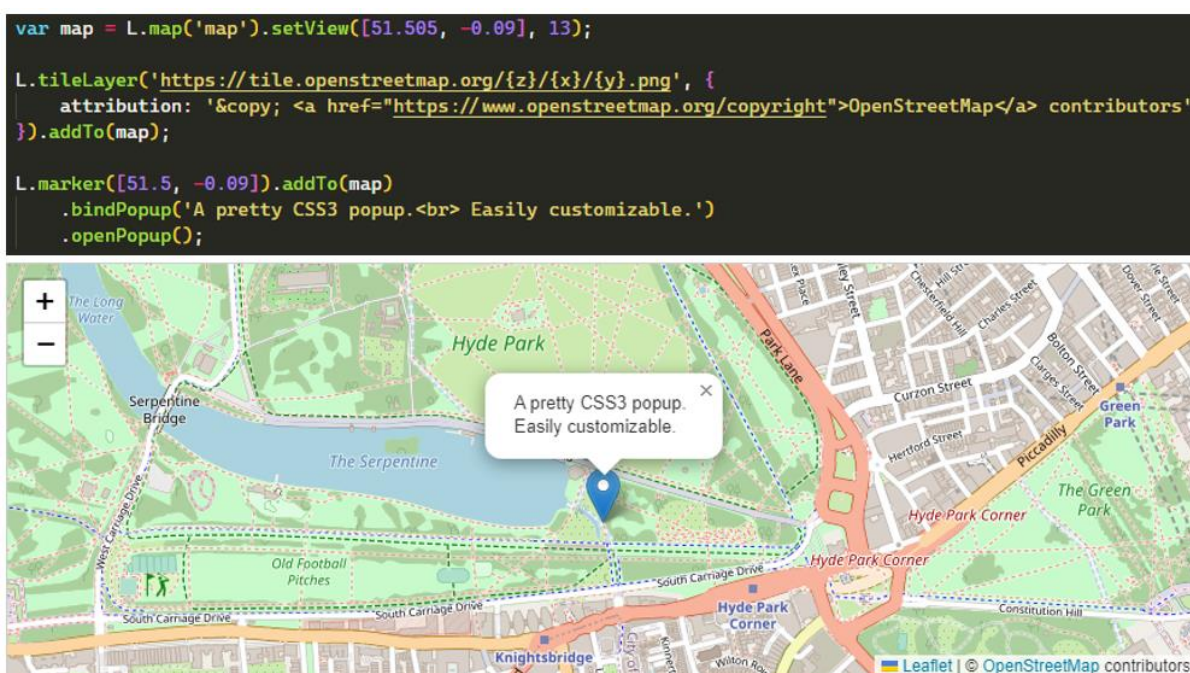 var map = L.map('map').setView([51.505, -0.09], 13);
L.tileLayer('https://tile.openstreetmap.org/{z}/{x}/{y}.png', {
attribution: '&copy; <a href="https://www.openstreetmap.org/copyright">OpenStreetMap</a> contributors'
}).addTo(map);
L.marker([51.5, -0.09]).addTo(map)
.bindPopup('A pretty CSS3 popup.<br> Easily customizable.')
.openPopup();
+
−
The Long
Water
Hyde Park
Serpentine
Bridge
The Serpentine
A pretty CSS3 popup.
Easily customizable.
×
Park Lane
Chesterfield Hill
Charles Street
Dover Street
Bolton Street
Clarges Street
Curzon Street
Hertford Street
Piccadilly
Green
Park
The Green
Park
Hyde Park Corner
Hyde Park Corner
West Carriage Drive
Old Football
Pitches
South Carriage Drive
South Carriage Drive
South Carriage Drive
Hyde Park
Corner
Constitution Hill
Knightsbridge
City of
Leaflet | © OpenStreetMap contributors